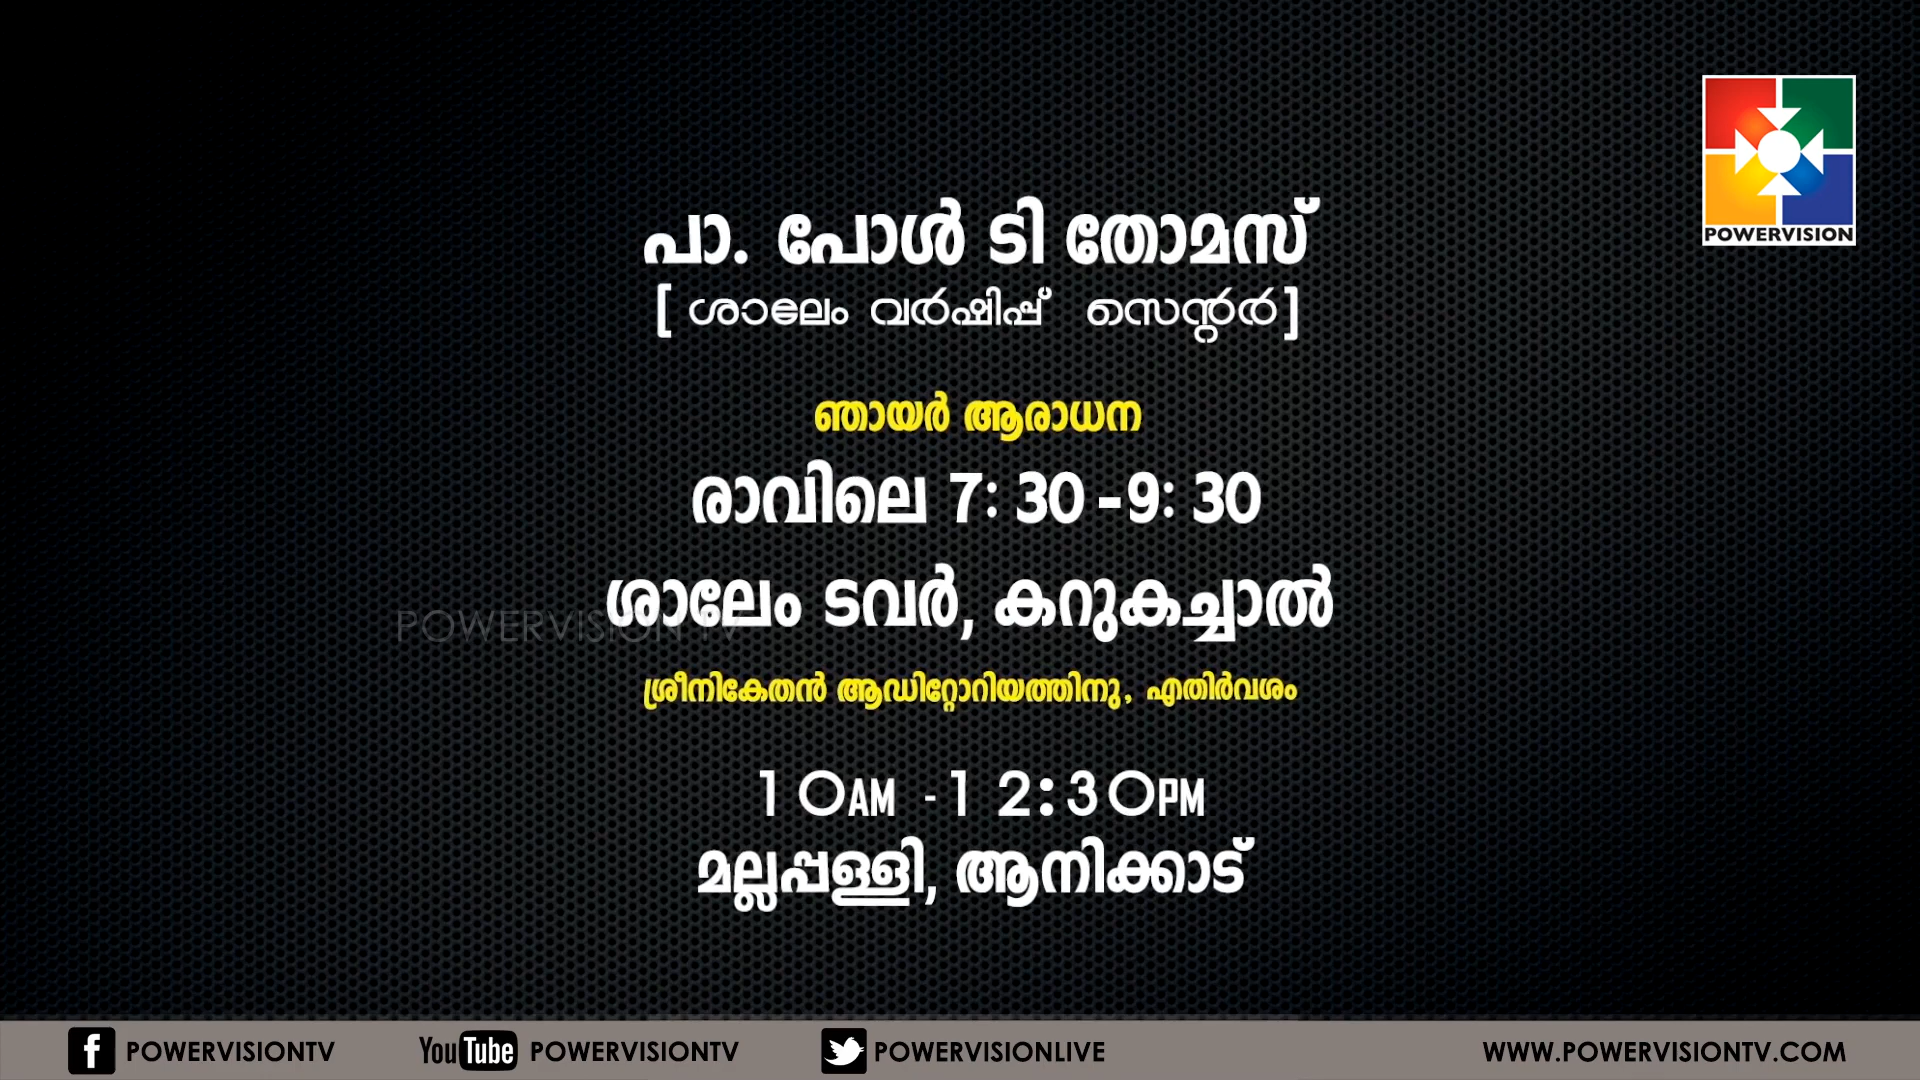 POWERVISION
പാ. പോൾ ടി തോമസ്
[ ശാലേം വർഷിപ്പ് സെന്റർ ]
ഞായർ ആരാധന
രാവിലെ 7: 30 -9: 30
ശാലേം ടവർ, കറുകച്ചാൽ
POWERVISION TV
ശ്രീനികേതൻ ആഡിറ്റോറിയത്തിനു, എതിർവശം
10AM -12:30PM
മല്ലപ്പള്ളി, ആനിക്കാട്
f POWERVISIONTV YouTube POWERVISIONTV POWERVISIONLIVE WWW.POWERVISIONTV.COM